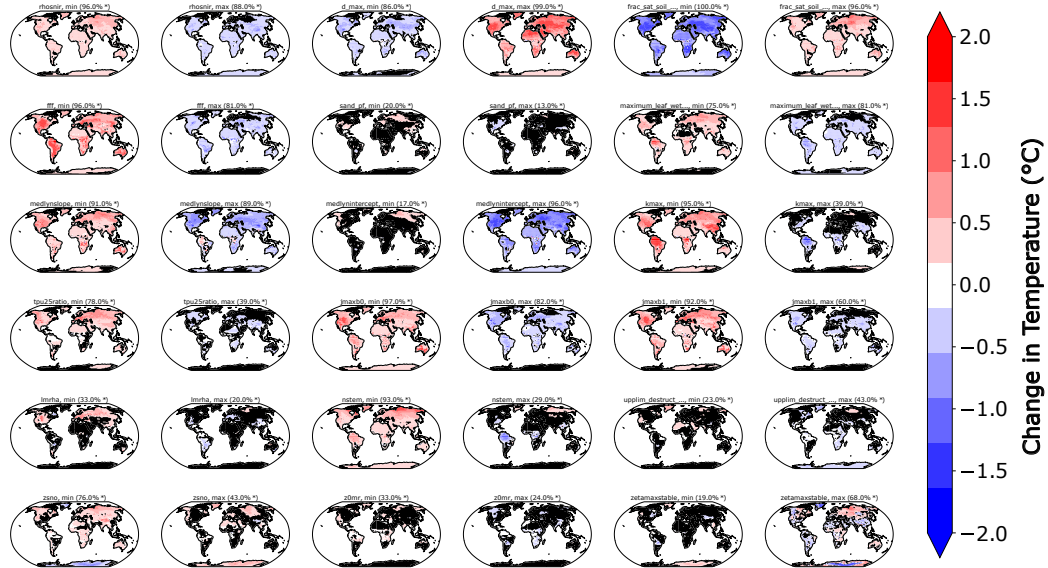 rhosnir, min (96.0% *)
rhosnir, max (88.0% *)
d_max, min (86.0% *)
d_max, max (99.0% *)
frac_sat_soil_..., min (100.0% *)
frac_sat_soil_..., max (96.0% *)
fff, min (96.0% *)
fff, max (81.0% *)
sand_pf, min (20.0% *)
sand_pf, max (13.0% *)
maximum_leaf_wet..., min (75.0% *)
maximum_leaf_wet..., max (81.0% *)
medlynslope, min (91.0% *)
medlynslope, max (89.0% *)
medlynintercept, min (17.0% *)
medlynintercept, max (96.0% *)
kmax, min (95.0% *)
kmax, max (39.0% *)
tpu25ratio, min (78.0% *)
tpu25ratio, max (39.0% *)
jmaxb0, min (97.0% *)
jmaxb0, max (82.0% *)
jmaxb1, min (92.0% *)
jmaxb1, max (60.0% *)
lmrha, min (33.0% *)
lmrha, max (20.0% *)
nstem, min (93.0% *)
nstem, max (29.0% *)
upplim_destruct_..., min (23.0% *)
upplim_destruct_..., max (43.0% *)
zsno, min (76.0% *)
zsno, max (43.0% *)
z0mr, min (33.0% *)
z0mr, max (24.0% *)
zetamaxstable, min (19.0% *)
zetamaxstable, max (68.0% *)
2.0
1.5
1.0
0.5
0.0
−0.5
−1.0
−1.5
−2.0
Change in Temperature (°C)